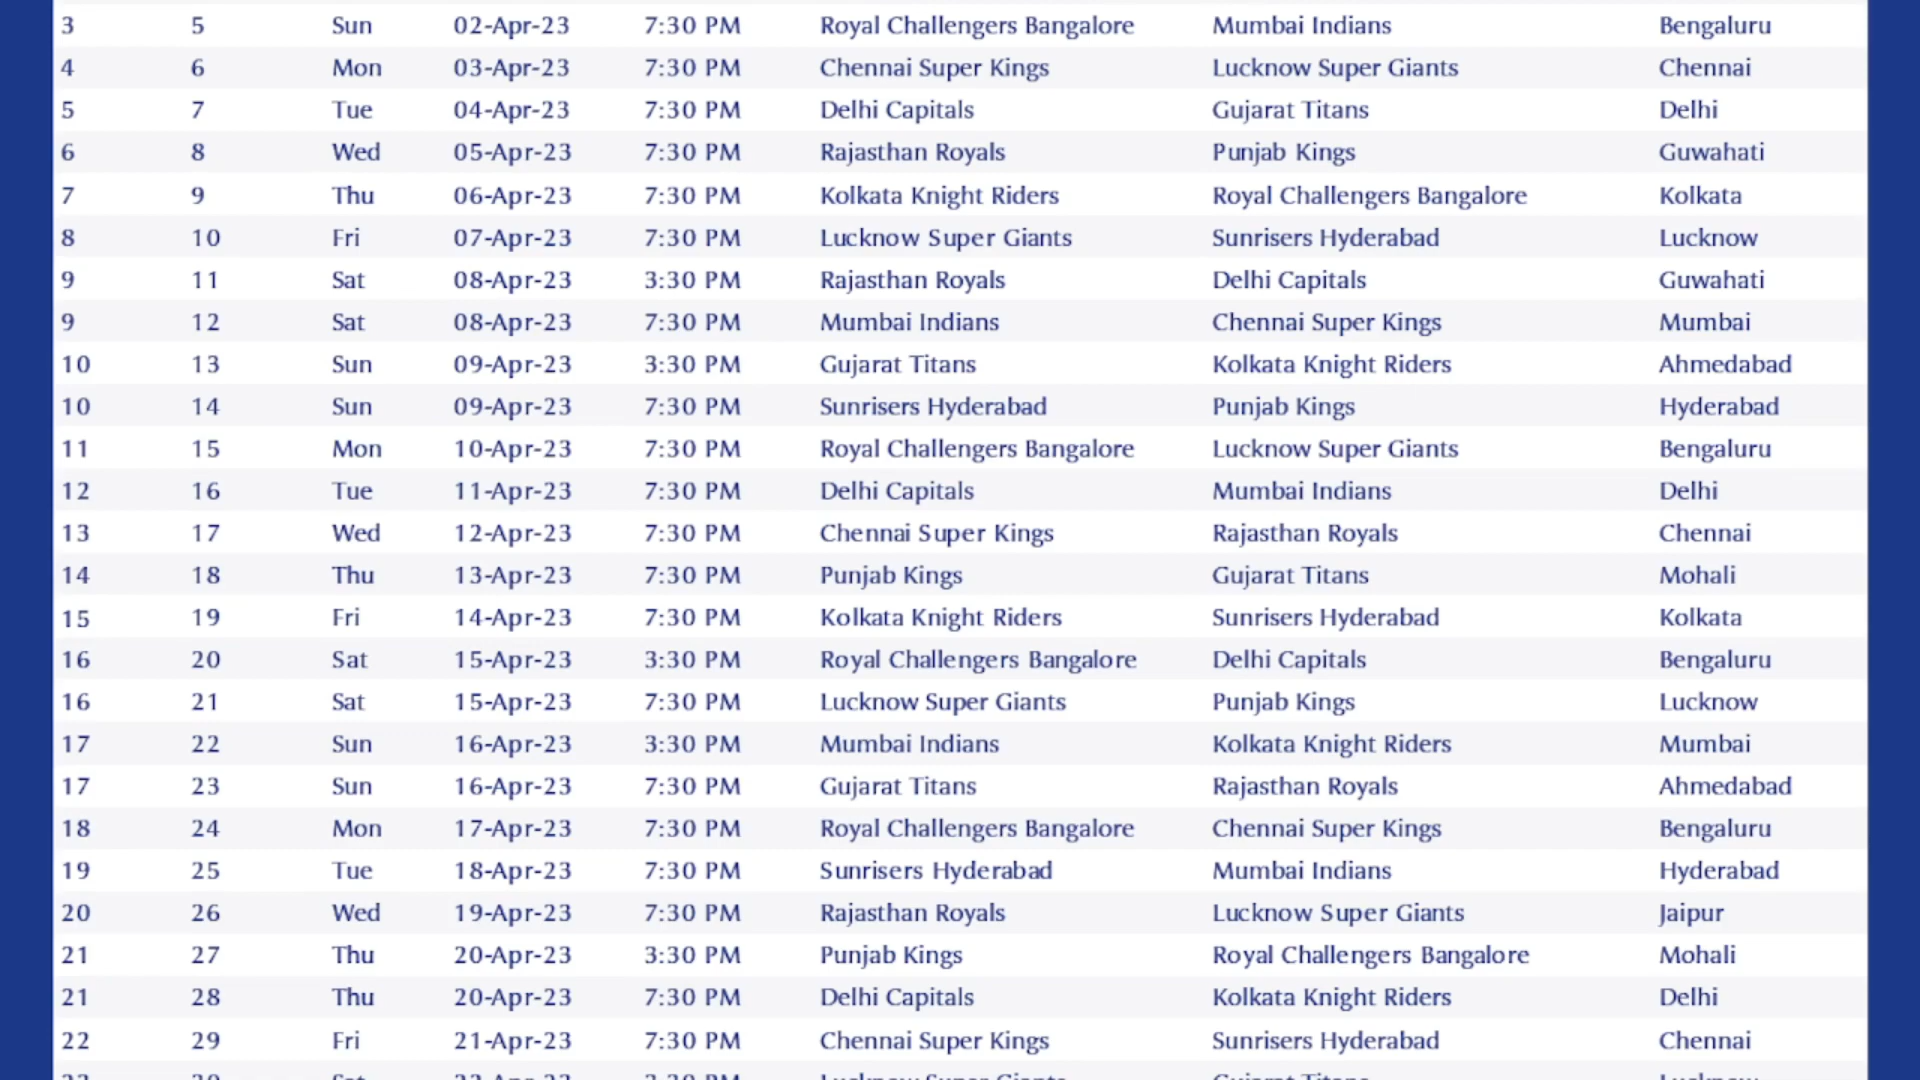 3 5 Sun 02-Apr-23 7:30 PM Royal Challengers Bangalore Mumbai Indians Bengaluru
4 6 Mon 03-Apr-23 7:30 PM Chennai Super Kings Lucknow Super Giants Chennai
5 7 Tue 04-Apr-23 7:30 PM Delhi Capitals Gujarat Titans Delhi
6 8 Wed 05-Apr-23 7:30 PM Rajasthan Royals Punjab Kings Guwahati
7 9 Thu 06-Apr-23 7:30 PM Kolkata Knight Riders Royal Challengers Bangalore Kolkata
8 10 Fri 07-Apr-23 7:30 PM Lucknow Super Giants Sunrisers Hyderabad Lucknow
9 11 Sat 08-Apr-23 3:30 PM Rajasthan Royals Delhi Capitals Guwahati
9 12 Sat 08-Apr-23 7:30 PM Mumbai Indians Chennai Super Kings Mumbai
10 13 Sun 09-Apr-23 3:30 PM Gujarat Titans Kolkata Knight Riders Ahmedabad
10 14 Sun 09-Apr-23 7:30 PM Sunrisers Hyderabad Punjab Kings Hyderabad
11 15 Mon 10-Apr-23 7:30 PM Royal Challengers Bangalore Lucknow Super Giants Bengaluru
12 16 Tue 11-Apr-23 7:30 PM Delhi Capitals Mumbai Indians Delhi
13 17 Wed 12-Apr-23 7:30 PM Chennai Super Kings Rajasthan Royals Chennai
14 18 Thu 13-Apr-23 7:30 PM Punjab Kings Gujarat Titans Mohali
15 19 Fri 14-Apr-23 7:30 PM Kolkata Knight Riders Sunrisers Hyderabad Kolkata
16 20 Sat 15-Apr-23 3:30 PM Royal Challengers Bangalore Delhi Capitals Bengaluru
16 21 Sat 15-Apr-23 7:30 PM Lucknow Super Giants Punjab Kings Lucknow
17 22 Sun 16-Apr-23 3:30 PM Mumbai Indians Kolkata Knight Riders Mumbai
17 23 Sun 16-Apr-23 7:30 PM Gujarat Titans Rajasthan Royals Ahmedabad
18 24 Mon 17-Apr-23 7:30 PM Royal Challengers Bangalore Chennai Super Kings Bengaluru
19 25 Tue 18-Apr-23 7:30 PM Sunrisers Hyderabad Mumbai Indians Hyderabad
20 26 Wed 19-Apr-23 7:30 PM Rajasthan Royals Lucknow Super Giants Jaipur
21 27 Thu 20-Apr-23 3:30 PM Punjab Kings Royal Challengers Bangalore Mohali
21 28 Thu 20-Apr-23 7:30 PM Delhi Capitals Kolkata Knight Riders Delhi
22 29 Fri 21-Apr-23 7:30 PM Chennai Super Kings Sunrisers Hyderabad Chennai